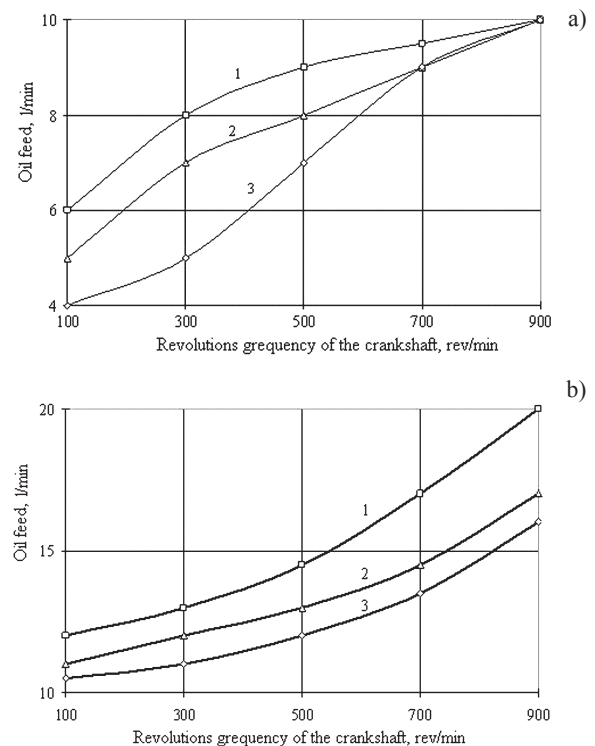 a)
10
8
6
4
Oil feed, l/min
1
2
3
100 300 500 700 900
Revolutions grequency of the crankshaft, rev/min
b)
20
15
10
Oil feed, l/min
1
2
3
100 300 500 700 900
Revolutions grequency of the crankshaft, rev/min